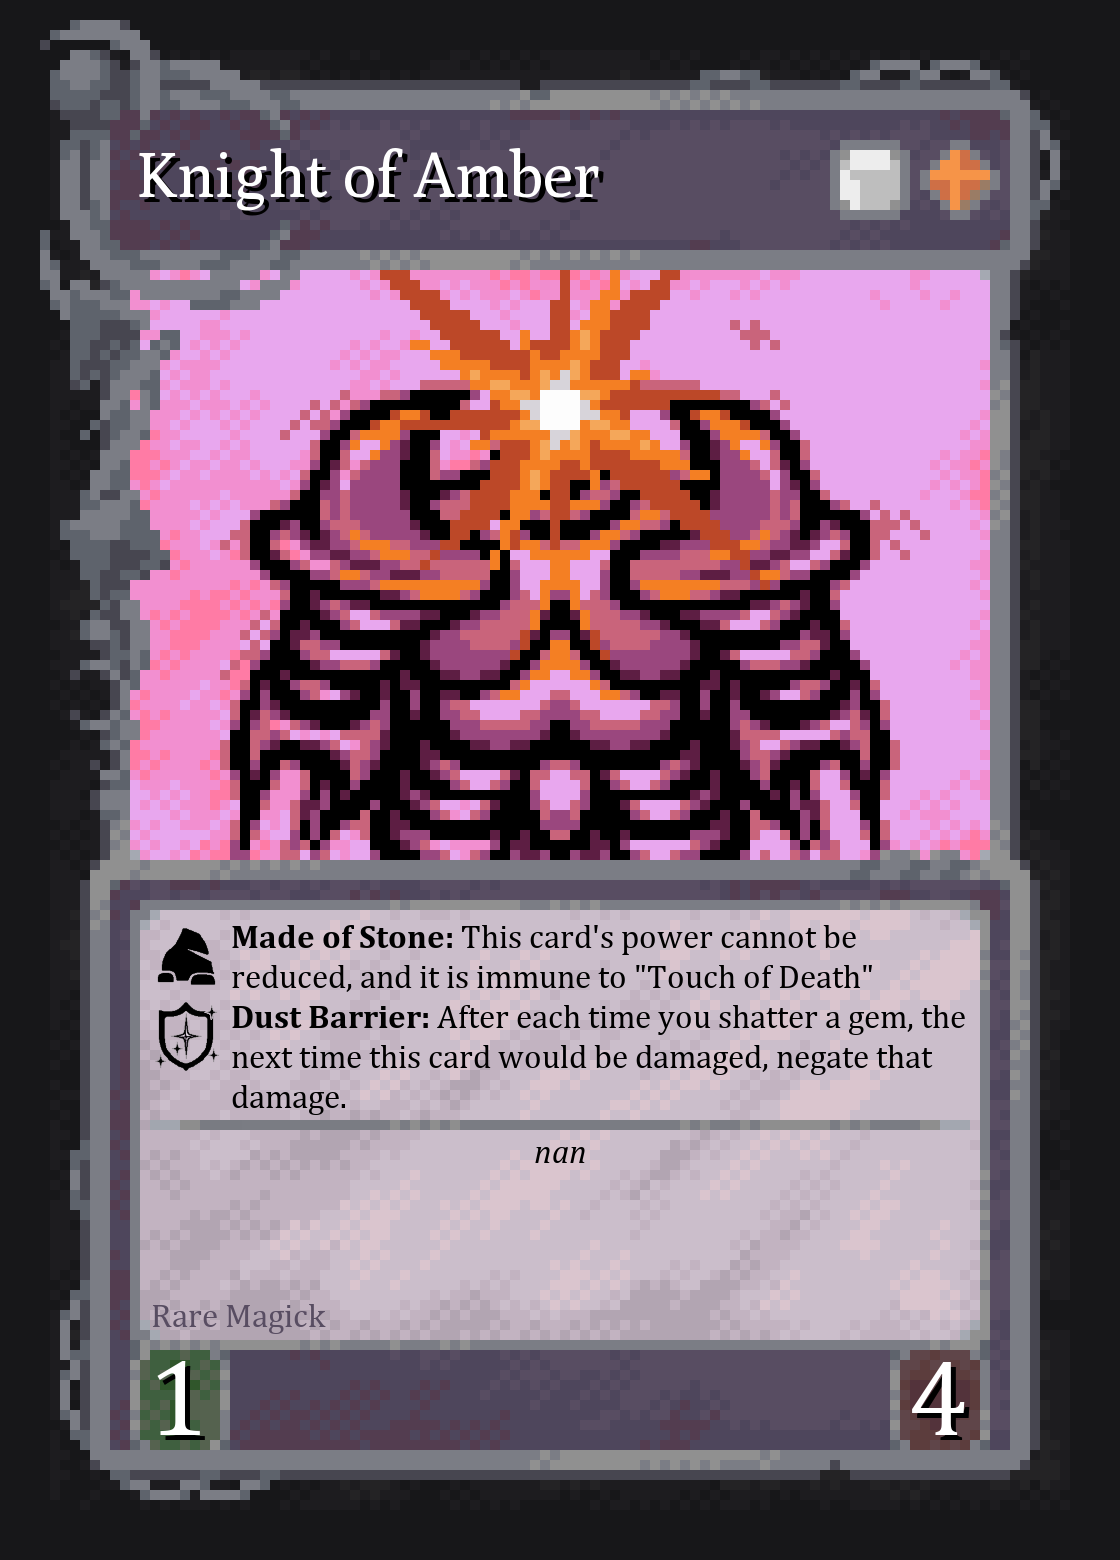 Knight of Amber
Made of Stone: This card's power cannot be
reduced, and it is immune to "Touch of Death"
Dust Barrier: After each time you shatter a gem, the
next time this card would be damaged, negate that
damage.
nan
Rare Magick
1
4